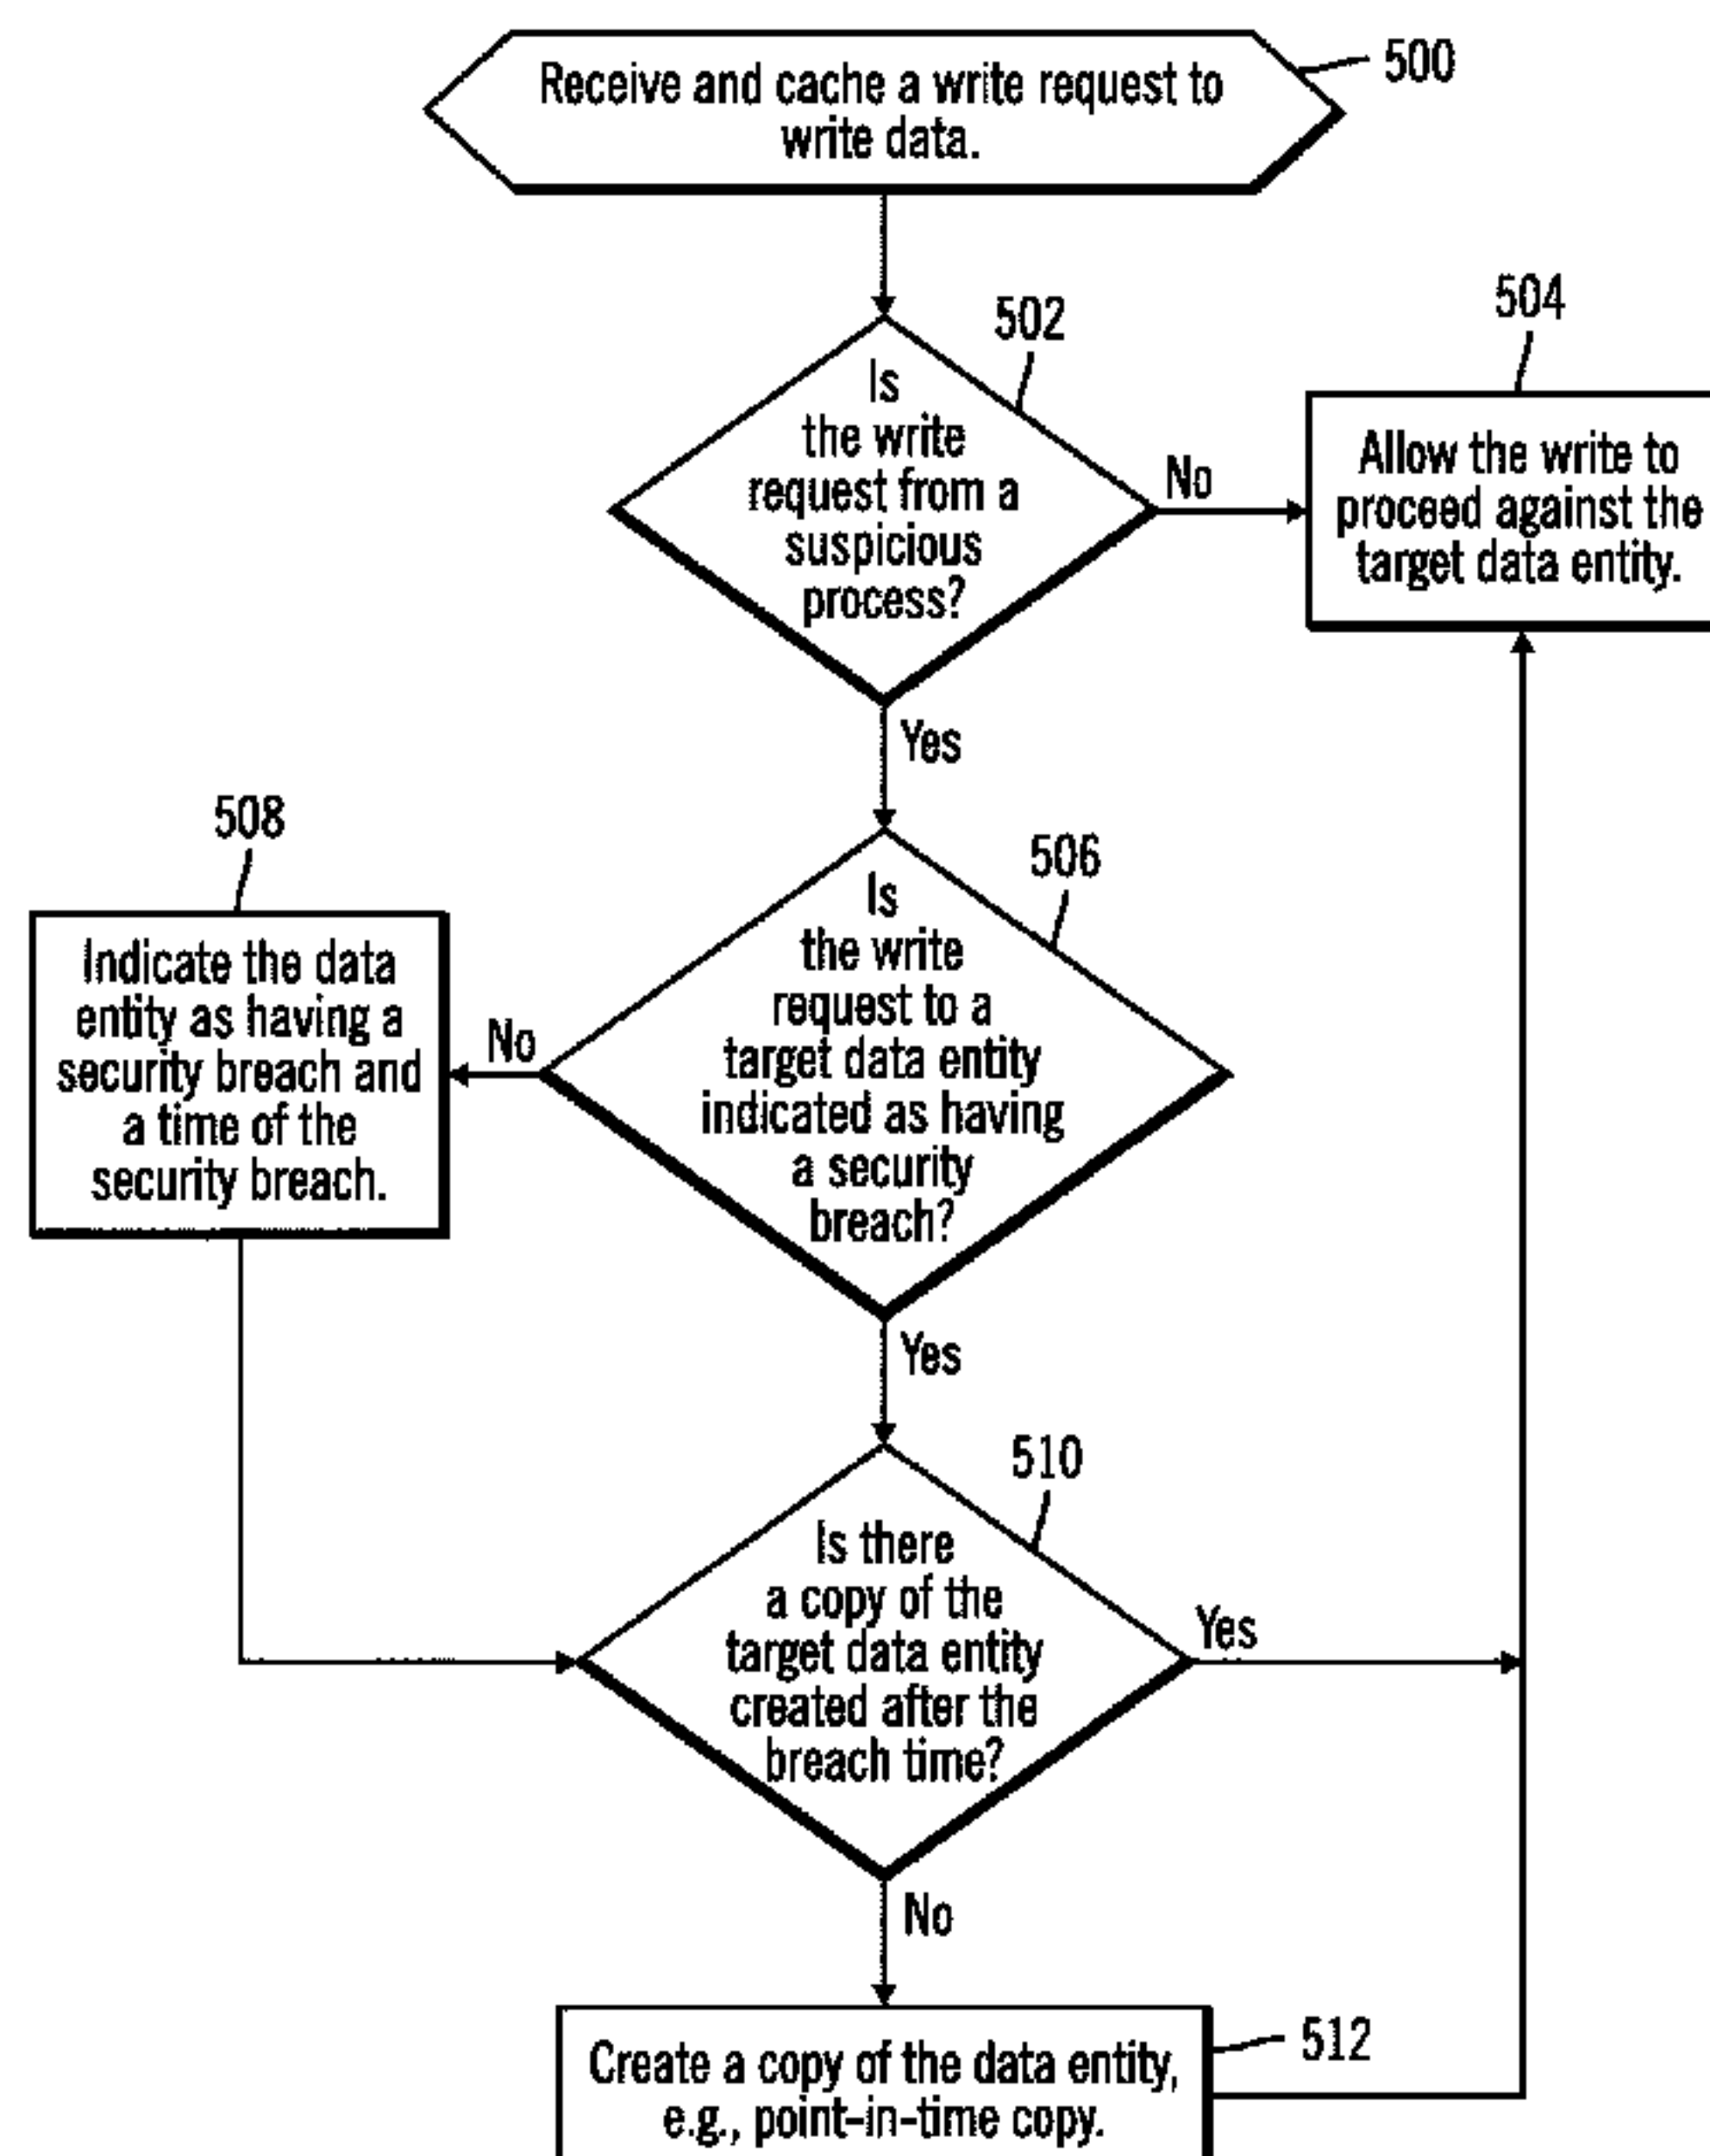 500
Receive and cache a write request to
write data.
502
504
Is
the write
request from a
suspicious
process?
No
Allow the write to
proceed against the
target data entity.
Yes
508
506
Is
the write
request to a
target data entity
indicated as having
a security
breach?
No
Indicate the data
entity as having a
security breach and
a time of the
security breach.
Yes
510
Is there
a copy of the
target data entity
created after the
breach time?
Yes
No
Create a copy of the data entity,
e.g., point-in-time copy.
512